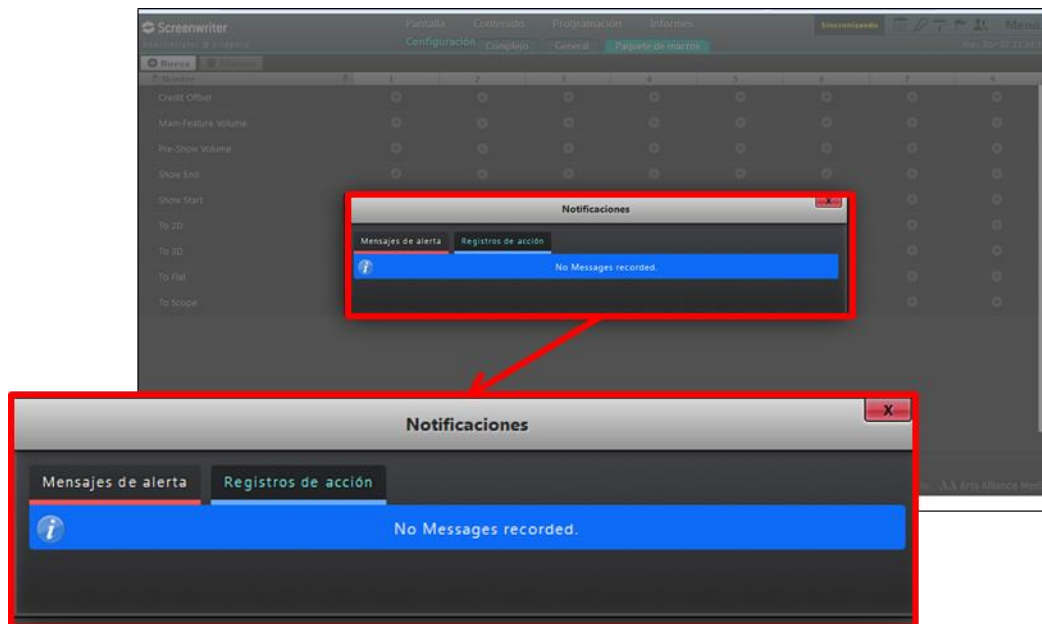 Screenwriter
Pantalla Contenido Programación Informes
Configuración Complejo General Paquete de macros
Sincronizando
Menú
Nueva
Nombre 1 2 3 4 5 6 7
Credit Offset
Main Feature Volume
Pre-Show Volume
Show End
Show Start
To 2D
To 3D
To Flat
To Scope
Notificaciones
X
Mensajes de alerta Registros de acción
No Messages recorded.
Notificaciones
X
Mensajes de alerta Registros de acción
No Messages recorded.
Arts Alliance